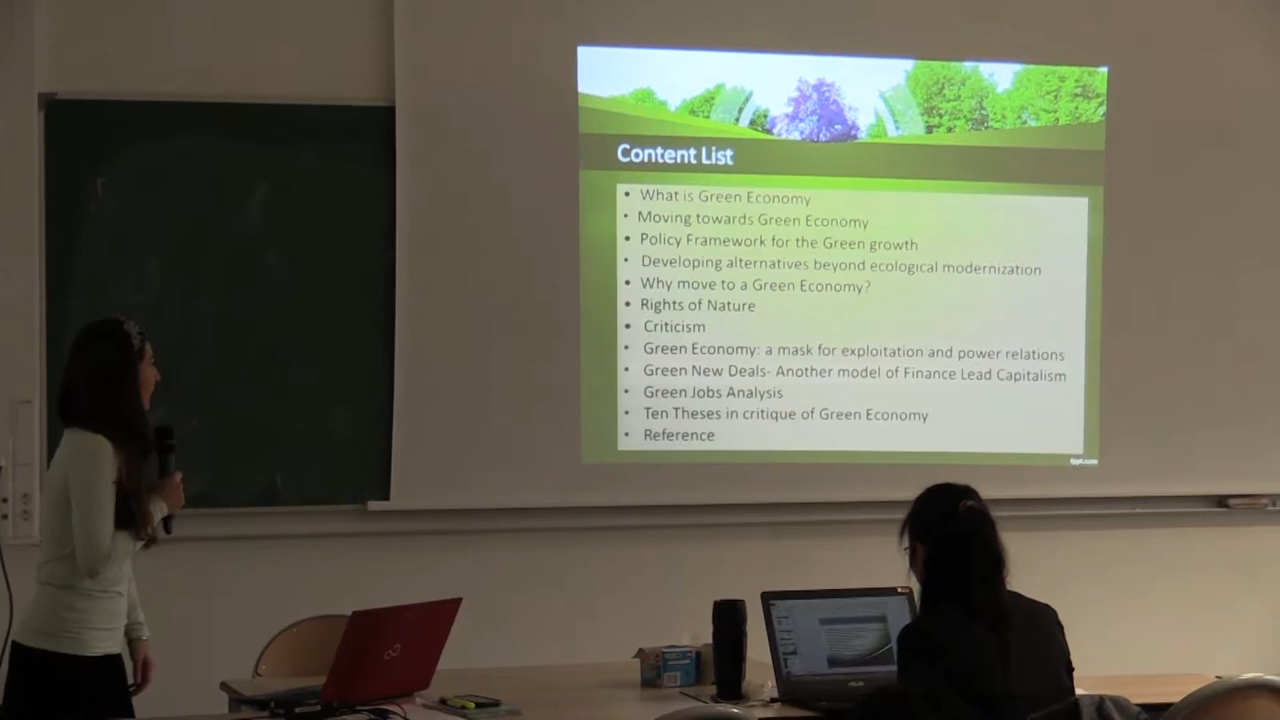 Content List
• What is Green Economy
• Moving towards Green Economy
• Policy Framework for the Green growth
• Developing alternatives beyond ecological modernization
• Why move to a Green Economy?
• Rights of Nature
• Criticism
• Green Economy: a mask for exploitation and power relations
• Green New Deals- Another model of Finance Lead Capitalism
• Green Jobs Analysis
• Ten Theses in critique of Green Economy
• Reference
fppt.com
ASUS